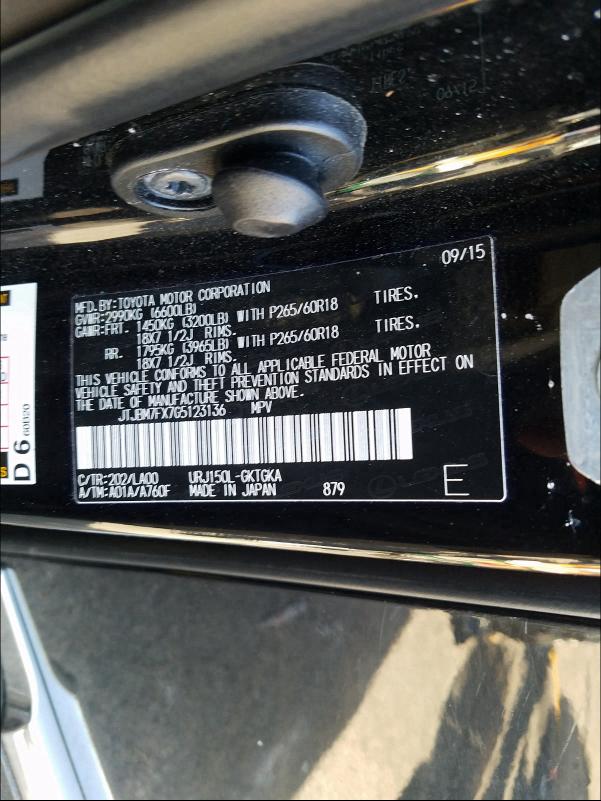 09/15
MFD.BY:TOYOTA MOTOR CORPORATION
GVWR:2990KG (6600LB)
GAWR:FRT. 1450KG (3200LB) WITH P265/60R18 TIRES,
18X7 1/2J RIMS.
RR. 1795KG (3965LB) WITH P265/60R18 TIRES,
18X7 1/2J RIMS.
THIS VEHICLE CONFORMS TO ALL APPLICABLE FEDERAL MOTOR
VEHICLE SAFETY AND THEFT PREVENTION STANDARDS IN EFFECT ON
THE DATE OF MANUFACTURE SHOWN ABOVE.
JTJBM7FX7G5123136 MPV
C/TR:202/LA00 URJ150L-GKTGKA
A/TM:A01A/A760F MADE IN JAPAN 879 E
D6 60B20